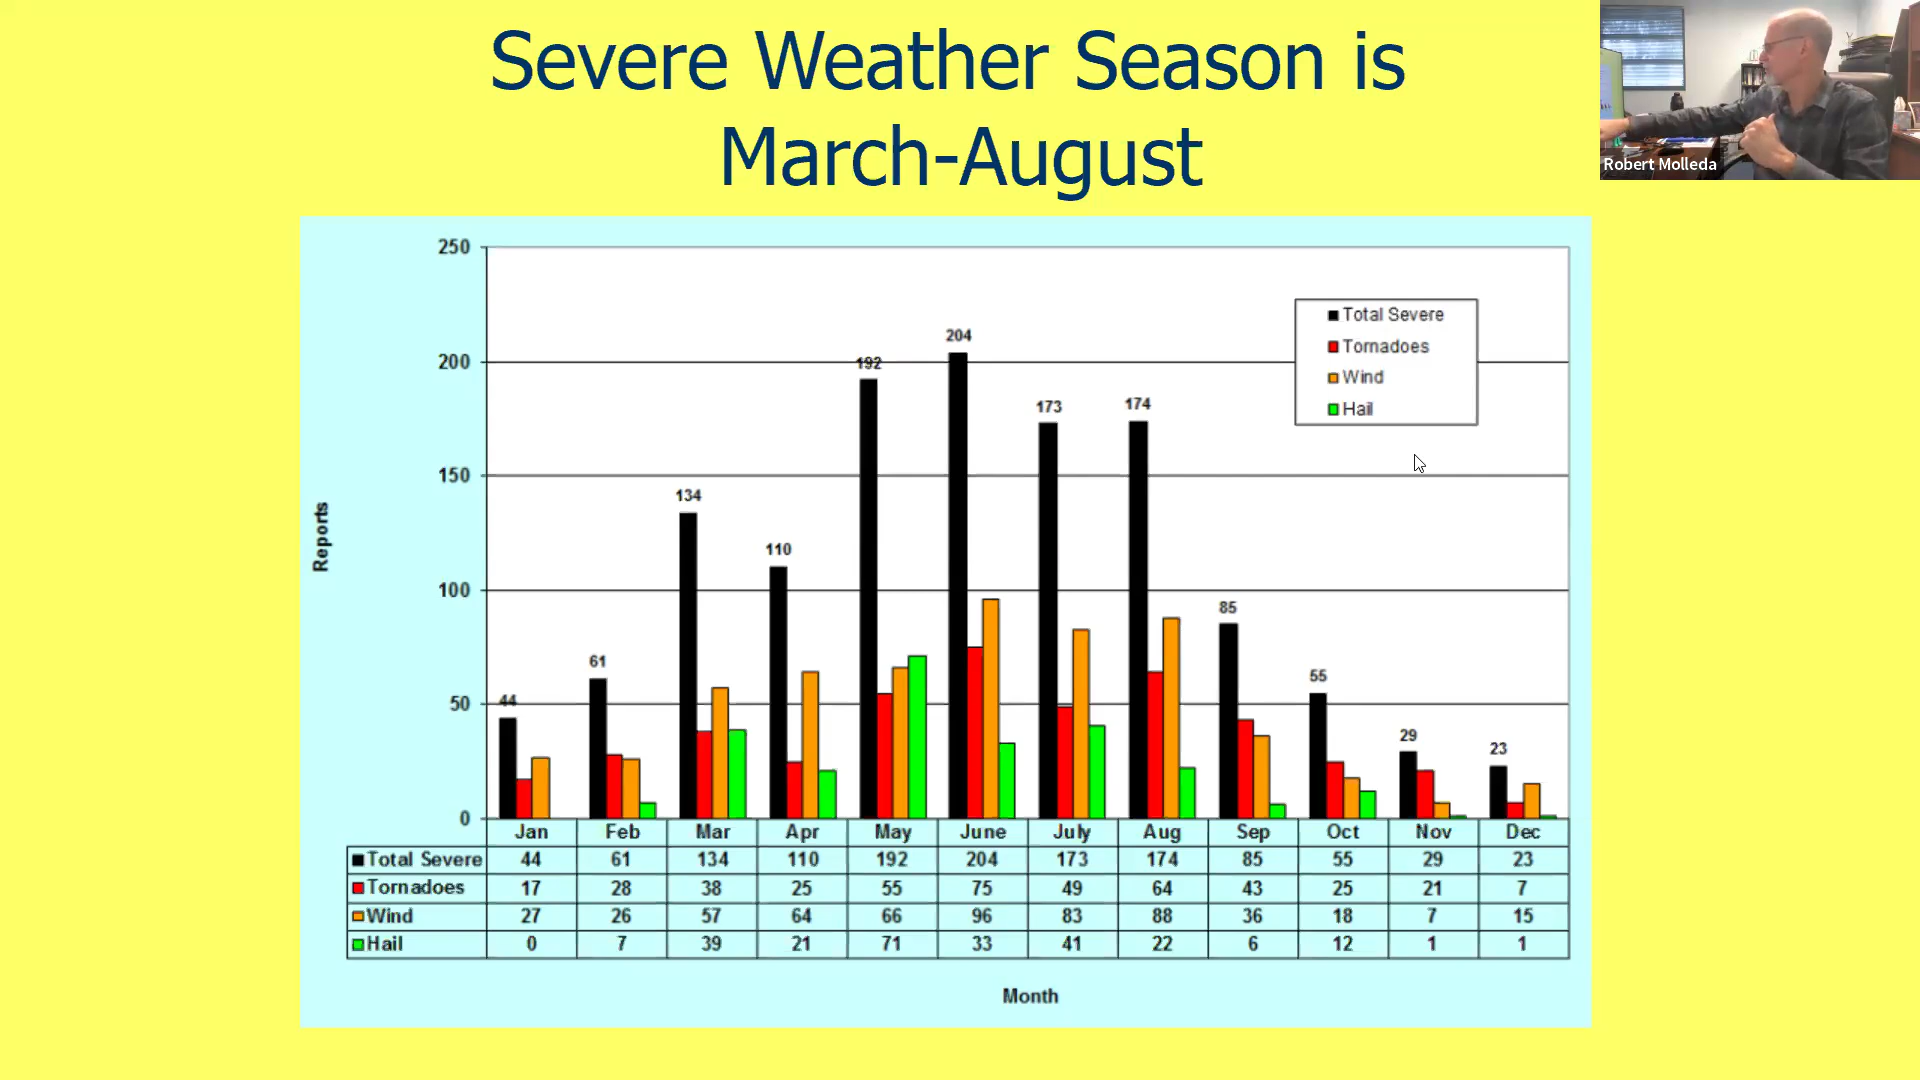 Severe Weather Season is
March-August
Robert Molleda
250
200
150
100
50
0
Reports
44
61
134
110
192
204
173
174
85
55
29
23
Total Severe
Tornadoes
Wind
Hail
Jan Feb Mar Apr May June July Aug Sep Oct Nov Dec
Total Severe 44 61 134 110 192 204 173 174 85 55 29 23
Tornadoes 17 28 38 25 55 75 49 64 43 25 21 7
Wind 27 26 57 64 66 96 83 88 36 18 7 15
Hail 0 7 39 21 71 33 41 22 6 12 1 1
Month